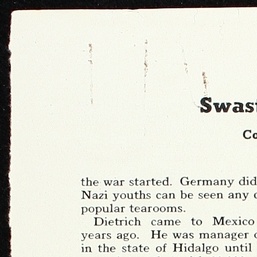 Swast
Co
the war started. Germany did
Nazi youths can be seen any
popular tearooms.
Dietrich came to Mexico
years ago. He was manager
in the state of Hidalgo until